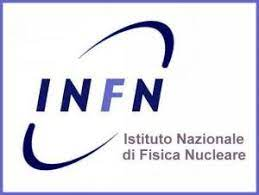 INFN
Istituto Nazionale
di Fisica Nucleare